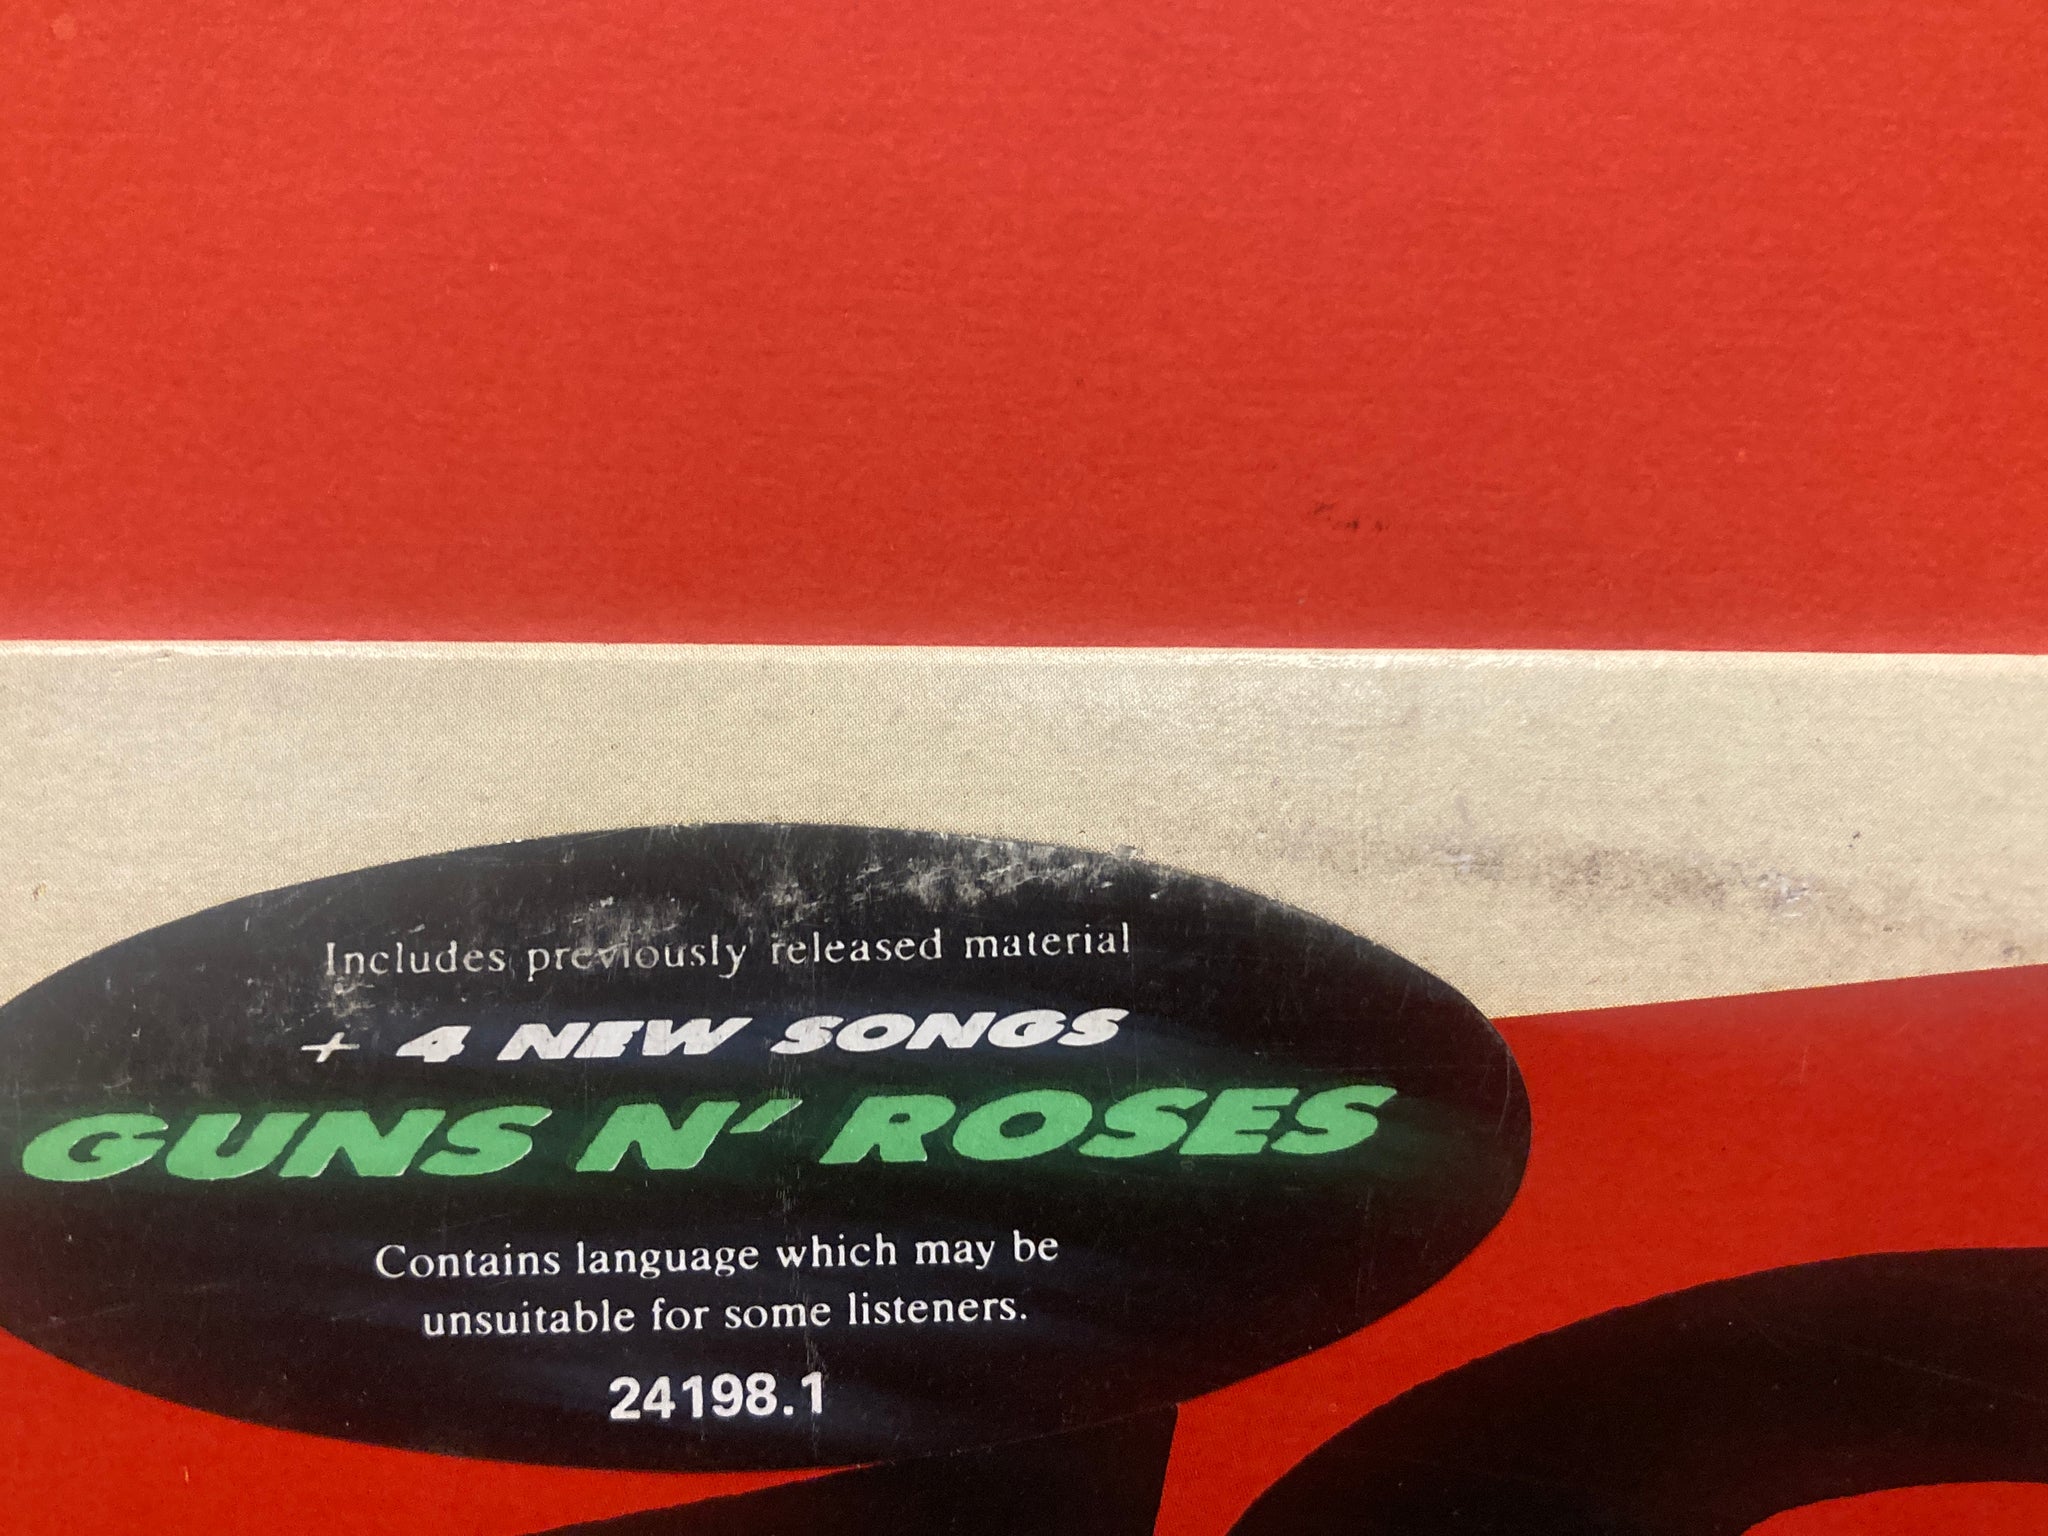 Includes previously released material
+ 4 NEW SONGS
GUNS N' ROSES
Contains language which may be
unsuitable for some listeners.
24198.1